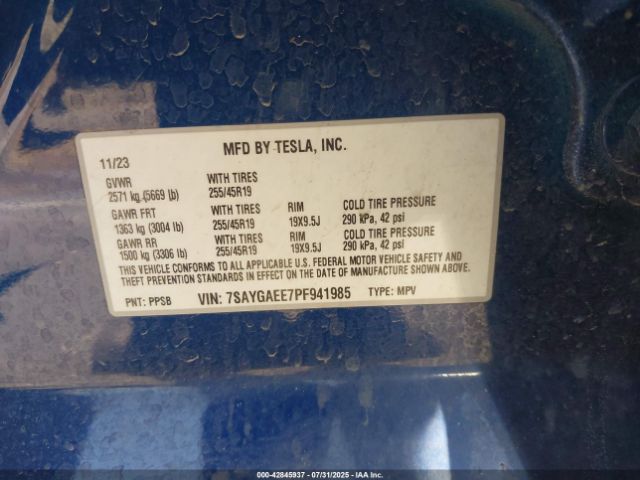 MFD BY TESLA, INC.
11/23
GVWR WITH TIRES
2571 kg (5669 lb) 255/45R19
GAWR FRT WITH TIRES RIM COLD TIRE PRESSURE
1363 kg (3004 lb) 255/45R19 19X9.5J 290 kPa, 42 psi
GAWR RR WITH TIRES RIM COLD TIRE PRESSURE
1500 kg (3306 lb) 255/45R19 19X9.5J 290 kPa, 42 psi
THIS VEHICLE CONFORMS TO ALL APPLICABLE U.S. FEDERAL MOTOR VEHICLE SAFETY AND
THEFT PREVENTION STANDARDS IN EFFECT ON THE DATE OF MANUFACTURE SHOWN ABOVE.
PNT: PPSB VIN: 7SAYGAEE7PF941985 TYPE: MPV
000-42845937 - 07/31/2025 - Copyright IAA, Inc.